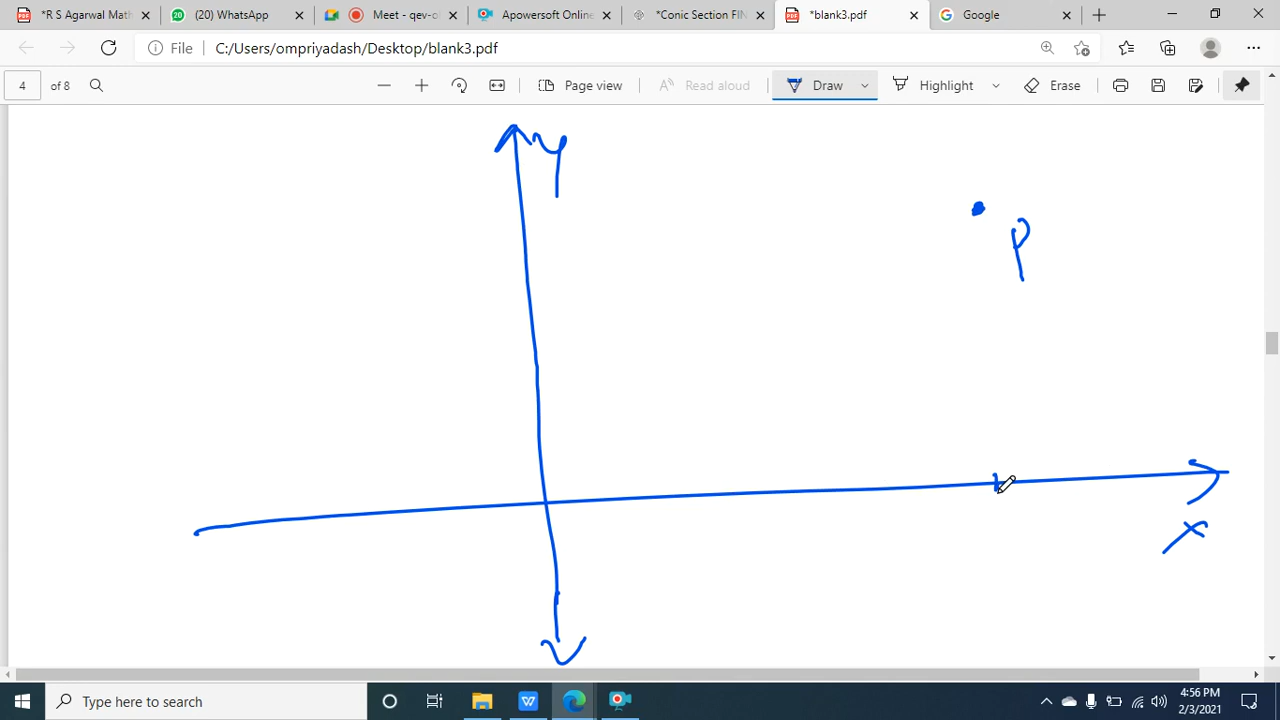 *R S Agarwal Math
(20) WhatsApp
Meet - qev-o
Apowersoft Online
*Conic Section FIN
*blank3.pdf
Google
File
C:/Users/ompriyadash/Desktop/blank3.pdf
4
of 8
Page view
Read aloud
Draw
Highlight
Erase
y
P
x
Type here to search
4:56 PM
2/3/2021